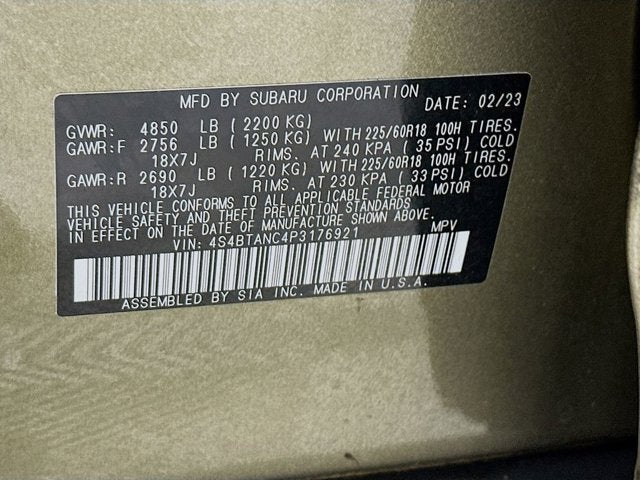 MFD BY SUBARU CORPORATION DATE: 02/23
GVWR: 4850 LB ( 2200 KG)
GAWR:F 2756 LB ( 1250 KG) WITH 225/60R18 100H TIRES.
18X7J RIMS. AT 240 KPA ( 35 PSI) COLD
GAWR:R 2690 LB ( 1220 KG) WITH 225/60R18 100H TIRES.
18X7J RIMS. AT 230 KPA ( 33 PSI) COLD
THIS VEHICLE CONFORMS TO ALL APPLICABLE FEDERAL MOTOR
VEHICLE SAFETY AND THEFT PREVENTION STANDARDS
IN EFFECT ON THE DATE OF MANUFACTURE SHOWN ABOVE.
VIN: 4S4BTANC4P3176921 MPV
ASSEMBLED BY SIA INC. MADE IN U.S.A.